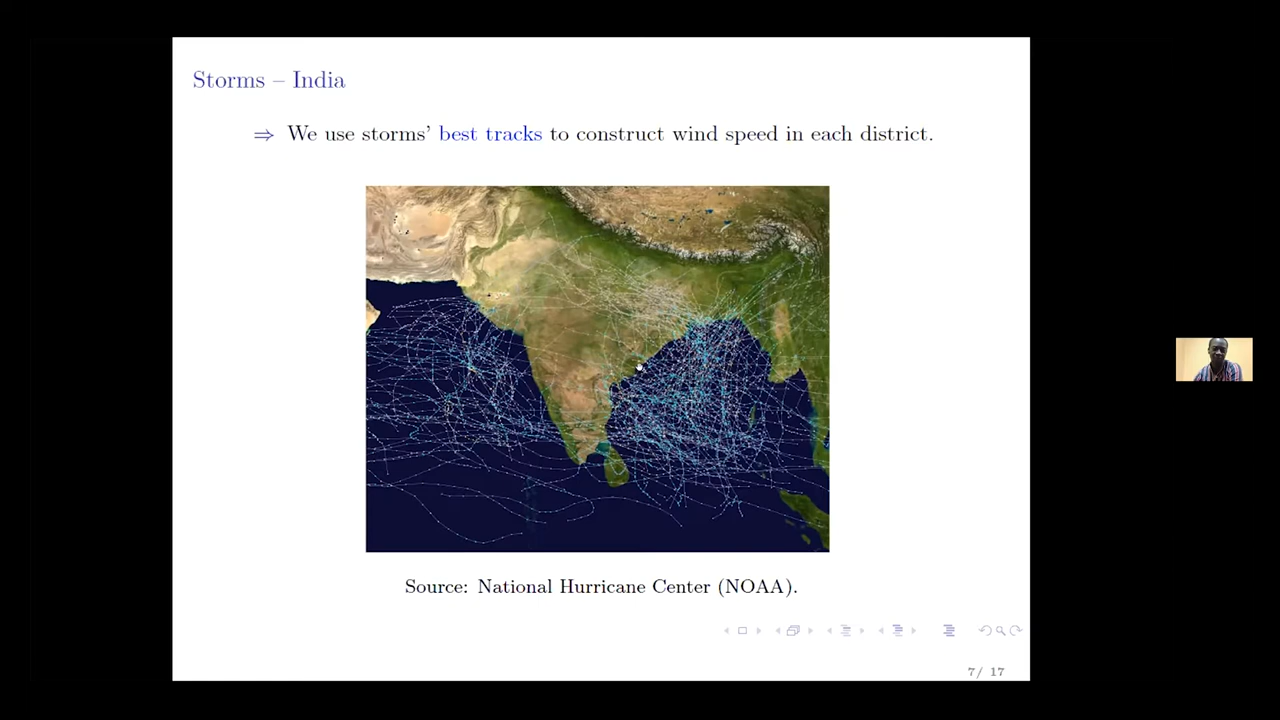 Storms – India
⇒ We use storms’ best tracks to construct wind speed in each district.
Source: National Hurricane Center (NOAA).
7/ 17